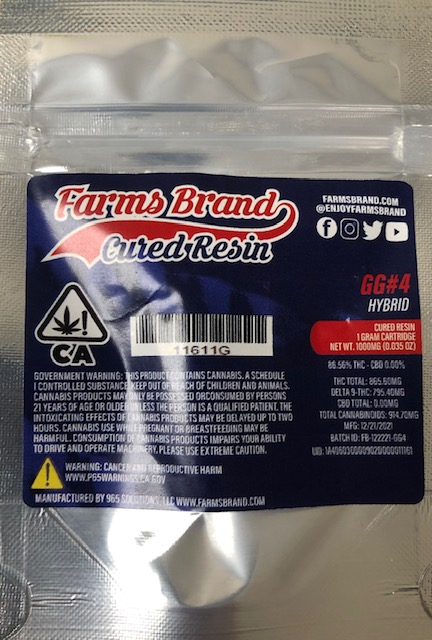 Farms Brand
Cured Resin
FARMSBRAND.COM
@ENJOYFARMSBRAND
GG#4
HYBRID
CURED RESIN
1 GRAM CARTRIDGE
NET WT. 1000MG (0.035 OZ)
CA
11611G
86.56% THC - CBD 0.00%
THC TOTAL: 865.60MG
DELTA 9-THC: 755.40MG
CBD TOTAL: 0.00MG
TOTAL CANNABINOIDS: 914.70MG
MFG: 12/21/2021
BATCH ID: FB-122221-GG4
GOVERNMENT WARNING: THIS PRODUCT CONTAINS CANNABIS. A SCHEDULE
I CONTROLLED SUBSTANCE. KEEP OUT OF REACH OF CHILDREN AND ANIMALS.
CANNABIS PRODUCTS MAY ONLY BE POSSESSED OR CONSUMED BY PERSONS
21 YEARS OF AGE OR OLDER UNLESS THE PERSON IS A QUALIFIED PATIENT. THE
INTOXICATING EFFECTS OF CANNABIS PRODUCTS MAY BE DELAYED UP TO TWO
HOURS. CANNABIS USE WHILE PREGNANT OR BREASTFEEDING MAY BE
HARMFUL. CONSUMPTION OF CANNABIS PRODUCTS IMPAIRS YOUR ABILITY
TO DRIVE AND OPERATE MACHINERY. PLEASE USE EXTREME CAUTION.
WARNING: CANCER AND REPRODUCTIVE HARM
WWW.P65WARNINGS.CA.GOV
MANUFACTURED BY 965 SOLUTIONS, LLC WWW.FARMSBRAND.COM